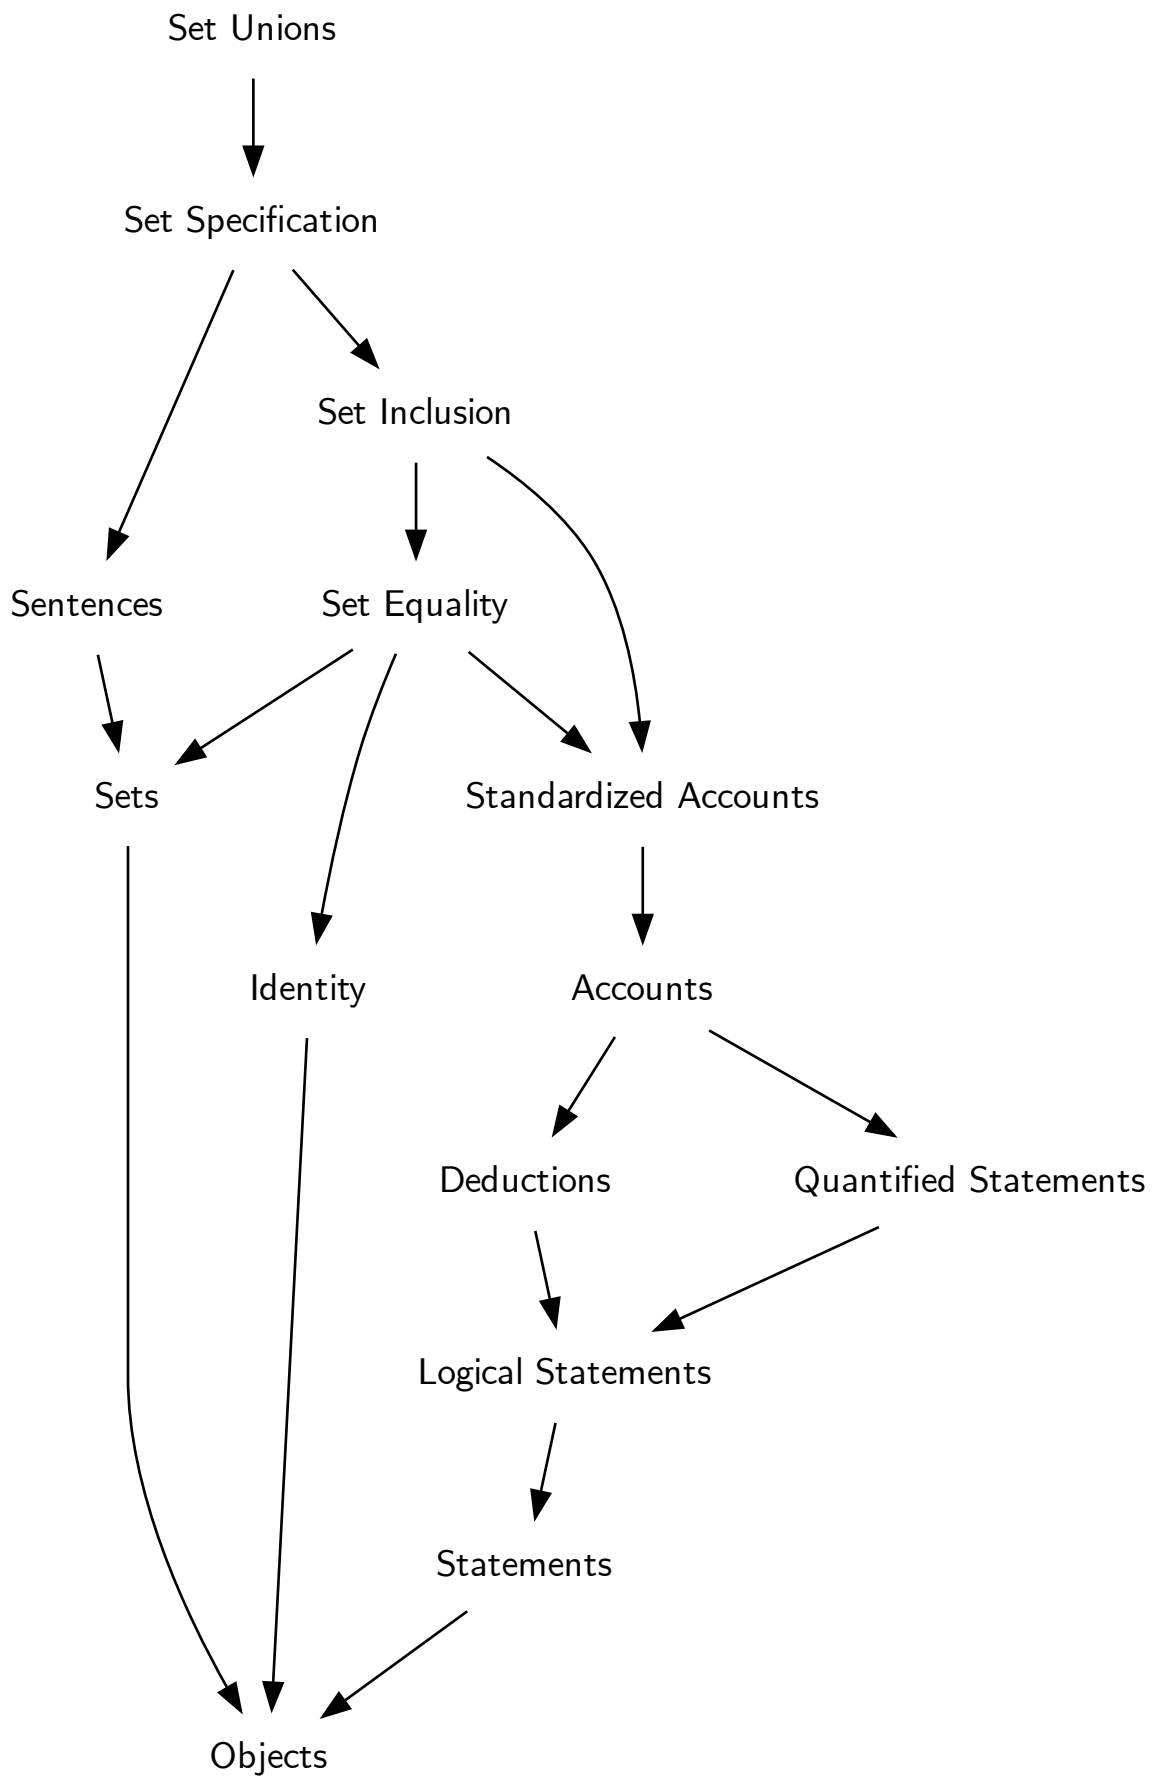 Set Unions
Set Specification
Set Inclusion
Sentences
Set Equality
Sets
Standardized Accounts
Identity
Accounts
Deductions
Quantified Statements
Logical Statements
Statements
Objects